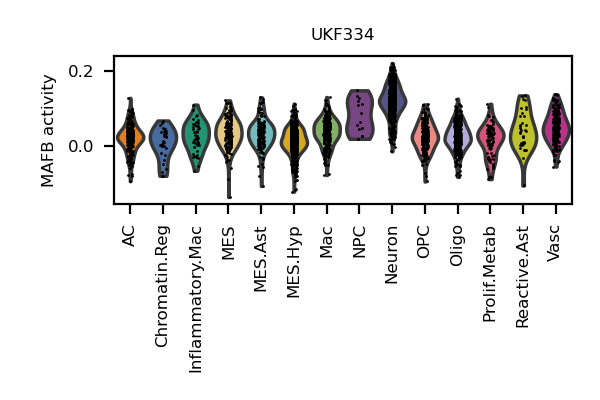 UKF334
MAFB activity
0.2
0.0
AC
Chromatin.Reg
Inflammatory.Mac
MES
MES.Ast
MES.Hyp
Mac
NPC
Neuron
OPC
Oligo
Prolif.Metab
Reactive.Ast
Vasc